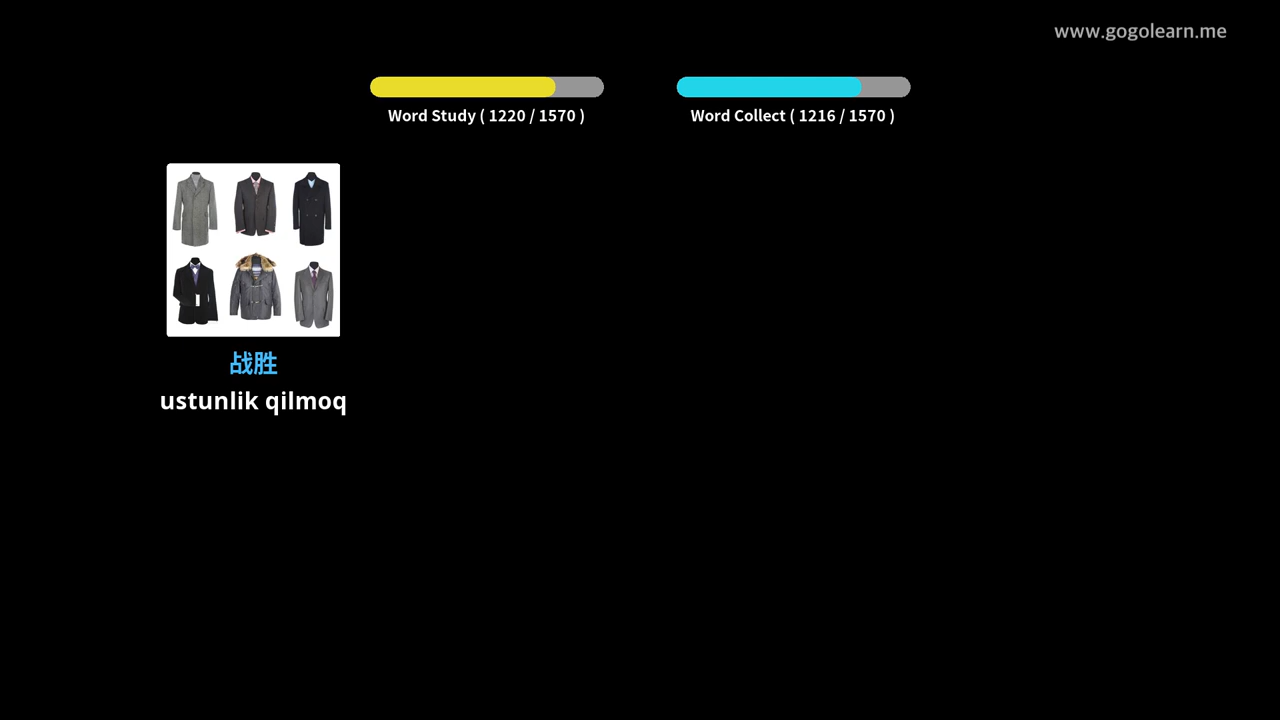 www.gogolearn.me
Word Study ( 1220 / 1570 )
Word Collect ( 1216 / 1570 )
战胜
ustunlik qilmoq